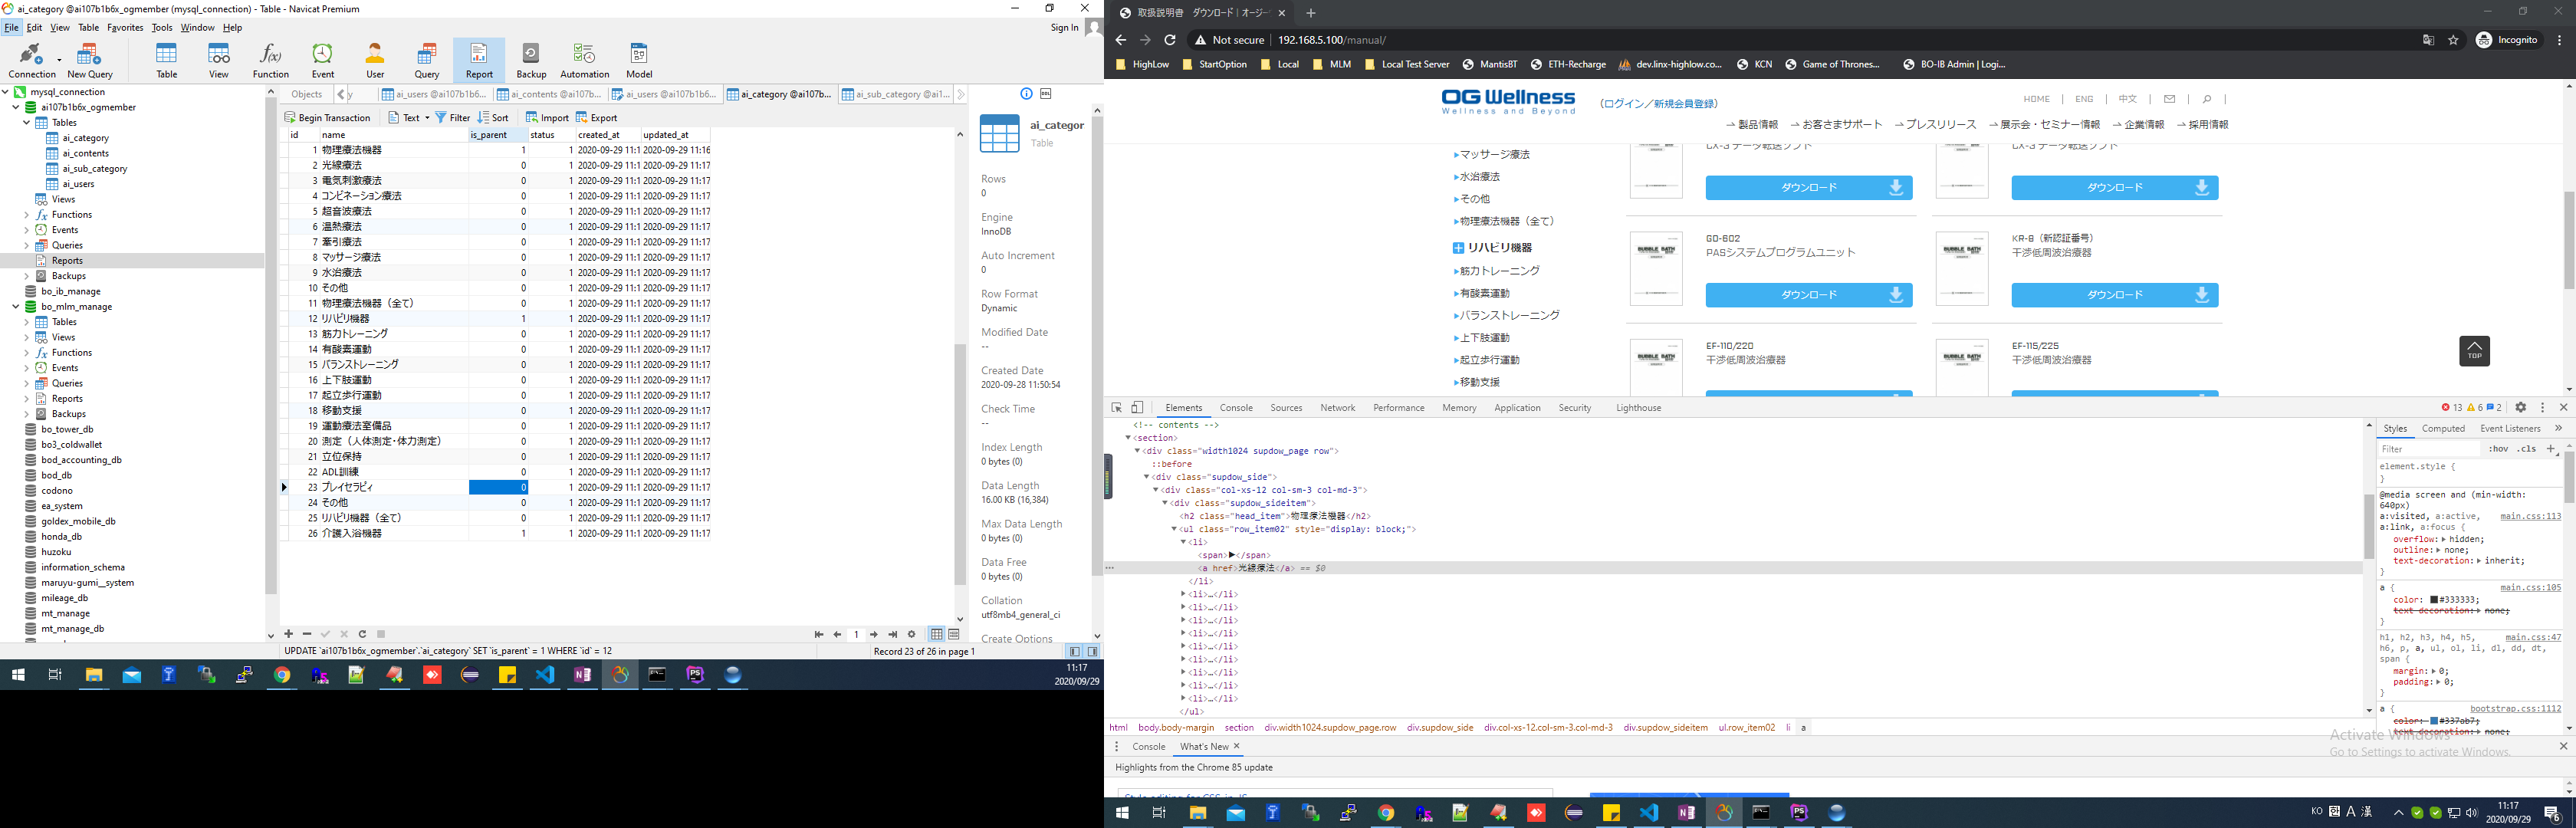 ai_category @ai107b1b6x_ogmember (mysql_connection) - Table - Navicat Premium
File Edit View Table Favorites Tools Window Help
Sign In
Connection New Query Table View Function Event User Query Report Backup Automation Model
mysql_connection
ai107b1b6x_ogmember
Tables
ai_category
ai_contents
ai_sub_category
ai_users
Views
Functions
Events
Queries
Reports
Backups
bo_ib_manage
bo_mlm_manage
Tables
Views
Functions
Events
Queries
Reports
Backups
bo_tower_db
bo3_coldwallet
bod_accounting_db
bod_db
codono
ea_system
goldex_mobile_db
honda_db
huzoku
information_schema
maruyu-gumi__system
mileage_db
mt_manage
mt_manage_db
Objects y ai_users @ai107b1b6... ai_contents @ai107b... ai_users @ai107b1b6... ai_category @ai107b... ai_sub_category @ai1...
Begin Transaction Text Filter Sort Import Export
id name is_parent status created_at updated_at
1 物理療法機器 1 1 2020-09-29 11:1 2020-09-29 11:16
2 光線療法 0 1 2020-09-29 11:1 2020-09-29 11:17
3 電気刺激療法 0 1 2020-09-29 11:1 2020-09-29 11:17
4 コンビネーション療法 0 1 2020-09-29 11:1 2020-09-29 11:17
5 超音波療法 0 1 2020-09-29 11:1 2020-09-29 11:17
6 温熱療法 0 1 2020-09-29 11:1 2020-09-29 11:17
7 牽引療法 0 1 2020-09-29 11:1 2020-09-29 11:17
8 マッサージ療法 0 1 2020-09-29 11:1 2020-09-29 11:17
9 水治療法 0 1 2020-09-29 11:1 2020-09-29 11:17
10 その他 0 1 2020-09-29 11:1 2020-09-29 11:17
11 物理療法機器（全て） 0 1 2020-09-29 11:1 2020-09-29 11:17
12 リハビリ機器 1 1 2020-09-29 11:1 2020-09-29 11:17
13 筋力トレーニング 0 1 2020-09-29 11:1 2020-09-29 11:17
14 有酸素運動 0 1 2020-09-29 11:1 2020-09-29 11:17
15 バランストレーニング 0 1 2020-09-29 11:1 2020-09-29 11:17
16 上下肢運動 0 1 2020-09-29 11:1 2020-09-29 11:17
17 起立歩行運動 0 1 2020-09-29 11:1 2020-09-29 11:17
18 移動支援 0 1 2020-09-29 11:1 2020-09-29 11:17
19 運動療法室備品 0 1 2020-09-29 11:1 2020-09-29 11:17
20 測定（人体測定・体力測定） 0 1 2020-09-29 11:1 2020-09-29 11:17
21 立位保持 0 1 2020-09-29 11:1 2020-09-29 11:17
22 ADL訓練 0 1 2020-09-29 11:1 2020-09-29 11:17
23 プレイセラピィ 0 1 2020-09-29 11:1 2020-09-29 11:17
24 その他 0 1 2020-09-29 11:1 2020-09-29 11:17
25 リハビリ機器（全て） 0 1 2020-09-29 11:1 2020-09-29 11:17
26 介護入浴機器 1 1 2020-09-29 11:1 2020-09-29 11:17
1
UPDATE `ai107b1b6x_ogmember`.`ai_category` SET `is_parent` = 1 WHERE `id` = 12
Record 23 of 26 in page 1
ai_categor
Table
Rows
0
Engine
InnoDB
Auto Increment
0
Row Format
Dynamic
Modified Date
--
Created Date
2020-09-28 11:50:54
Check Time
--
Index Length
0 bytes (0)
Data Length
16.00 KB (16,384)
Max Data Length
0 bytes (0)
Data Free
0 bytes (0)
Collation
utf8mb4_general_ci
Create Options
11:17
2020/09/29
取扱説明書 ダウンロード | オージー
Not secure 192.168.5.100/manual/
Incognito
HighLow StartOption Local MLM Local Test Server MantisBT ETH-Recharge dev.linx-highlow.co... KCN Game of Thrones... BO-IB Admin | Logi...
OG Wellness
Wellness and Beyond
（ログイン／新規会員登録）
HOME ENG 中文
製品情報 お客さまサポート プレスリリース 展示会・セミナー情報 企業情報 採用情報
マッサージ療法
水治療法
その他
物理療法機器（全て）
リハビリ機器
筋力トレーニング
有酸素運動
バランストレーニング
上下肢運動
起立歩行運動
移動支援
ダウンロード
ダウンロード
GD-602
PASシステムプログラムユニット
ダウンロード
KR-8（新認証番号）
干渉低周波治療器
ダウンロード
EF-110/220
干渉低周波治療器
EF-115/225
干渉低周波治療器
BUBBLE BATH
BUBBLE BATH
BUBBLE BATH
BUBBLE BATH
TOP
Elements Console Sources Network Performance Memory Application Security Lighthouse
13 6 2
<!-- contents -->
<section>
<div class="width1024 supdow_page row">
::before
<div class="supdow_side">
<div class="col-xs-12 col-sm-3 col-md-3">
<div class="supdow_sideitem">
<h2 class="head_item">物理療法機器</h2>
<ul class="row_item02" style="display: block;">
<li>
<span>▶</span>
<a href>光線療法</a> == $0
</li>
<li>…</li>
<li>…</li>
<li>…</li>
<li>…</li>
<li>…</li>
<li>…</li>
<li>…</li>
<li>…</li>
<li>…</li>
</ul>
html body.body-margin section div.width1024.supdow_page.row div.supdow_side div.col-xs-12.col-sm-3.col-md-3 div.supdow_sideitem ul.row_item02 li a
Styles Computed Event Listeners
Filter :hov .cls
element.style {
}
@media screen and (min-width: 640px)
a:visited, a:active, main.css:113
a:link, a:focus {
overflow: hidden;
outline: none;
text-decoration: inherit;
}
a { main.css:105
color: #333333;
text-decoration: none;
}
h1, h2, h3, h4, h5, main.css:47
h6, p, a, ul, ol, li, dl, dd, dt,
span {
margin: 0;
padding: 0;
}
a { bootstrap.css:1112
color: #337ab7;
text-decoration: none;
Console What's New
Highlights from the Chrome 85 update
Activate Windows
Go to Settings to activate Windows.
KO A 漢
11:17
2020/09/29
6